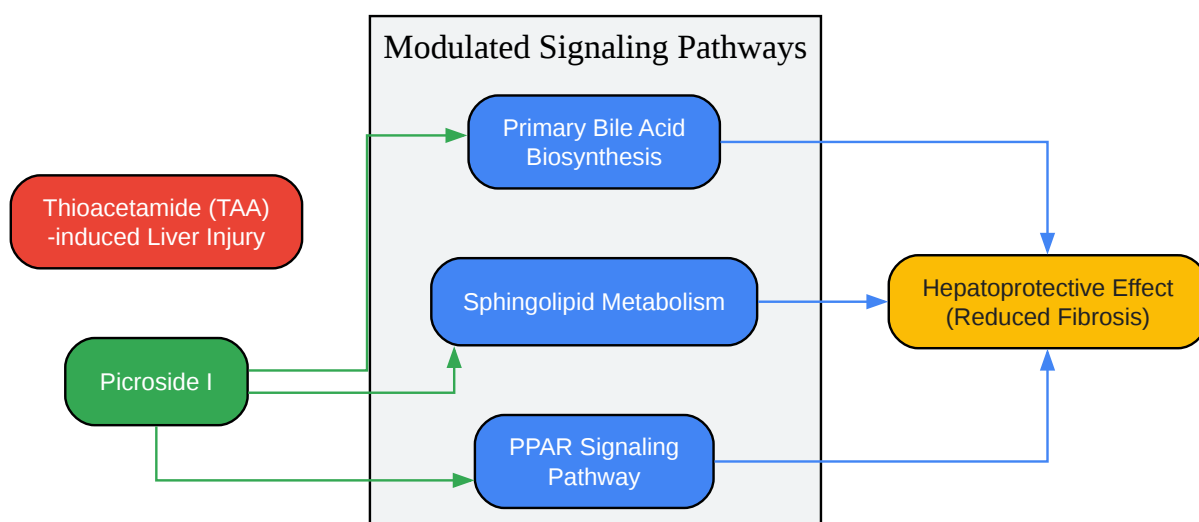 Modulated Signaling Pathways
Primary Bile Acid
Biosynthesis
Thioacetamide (TAA)
-induced Liver Injury
Sphingolipid Metabolism
Hepatoprotective Effect
(Reduced Fibrosis)
Picroside I
PPAR Signaling
Pathway